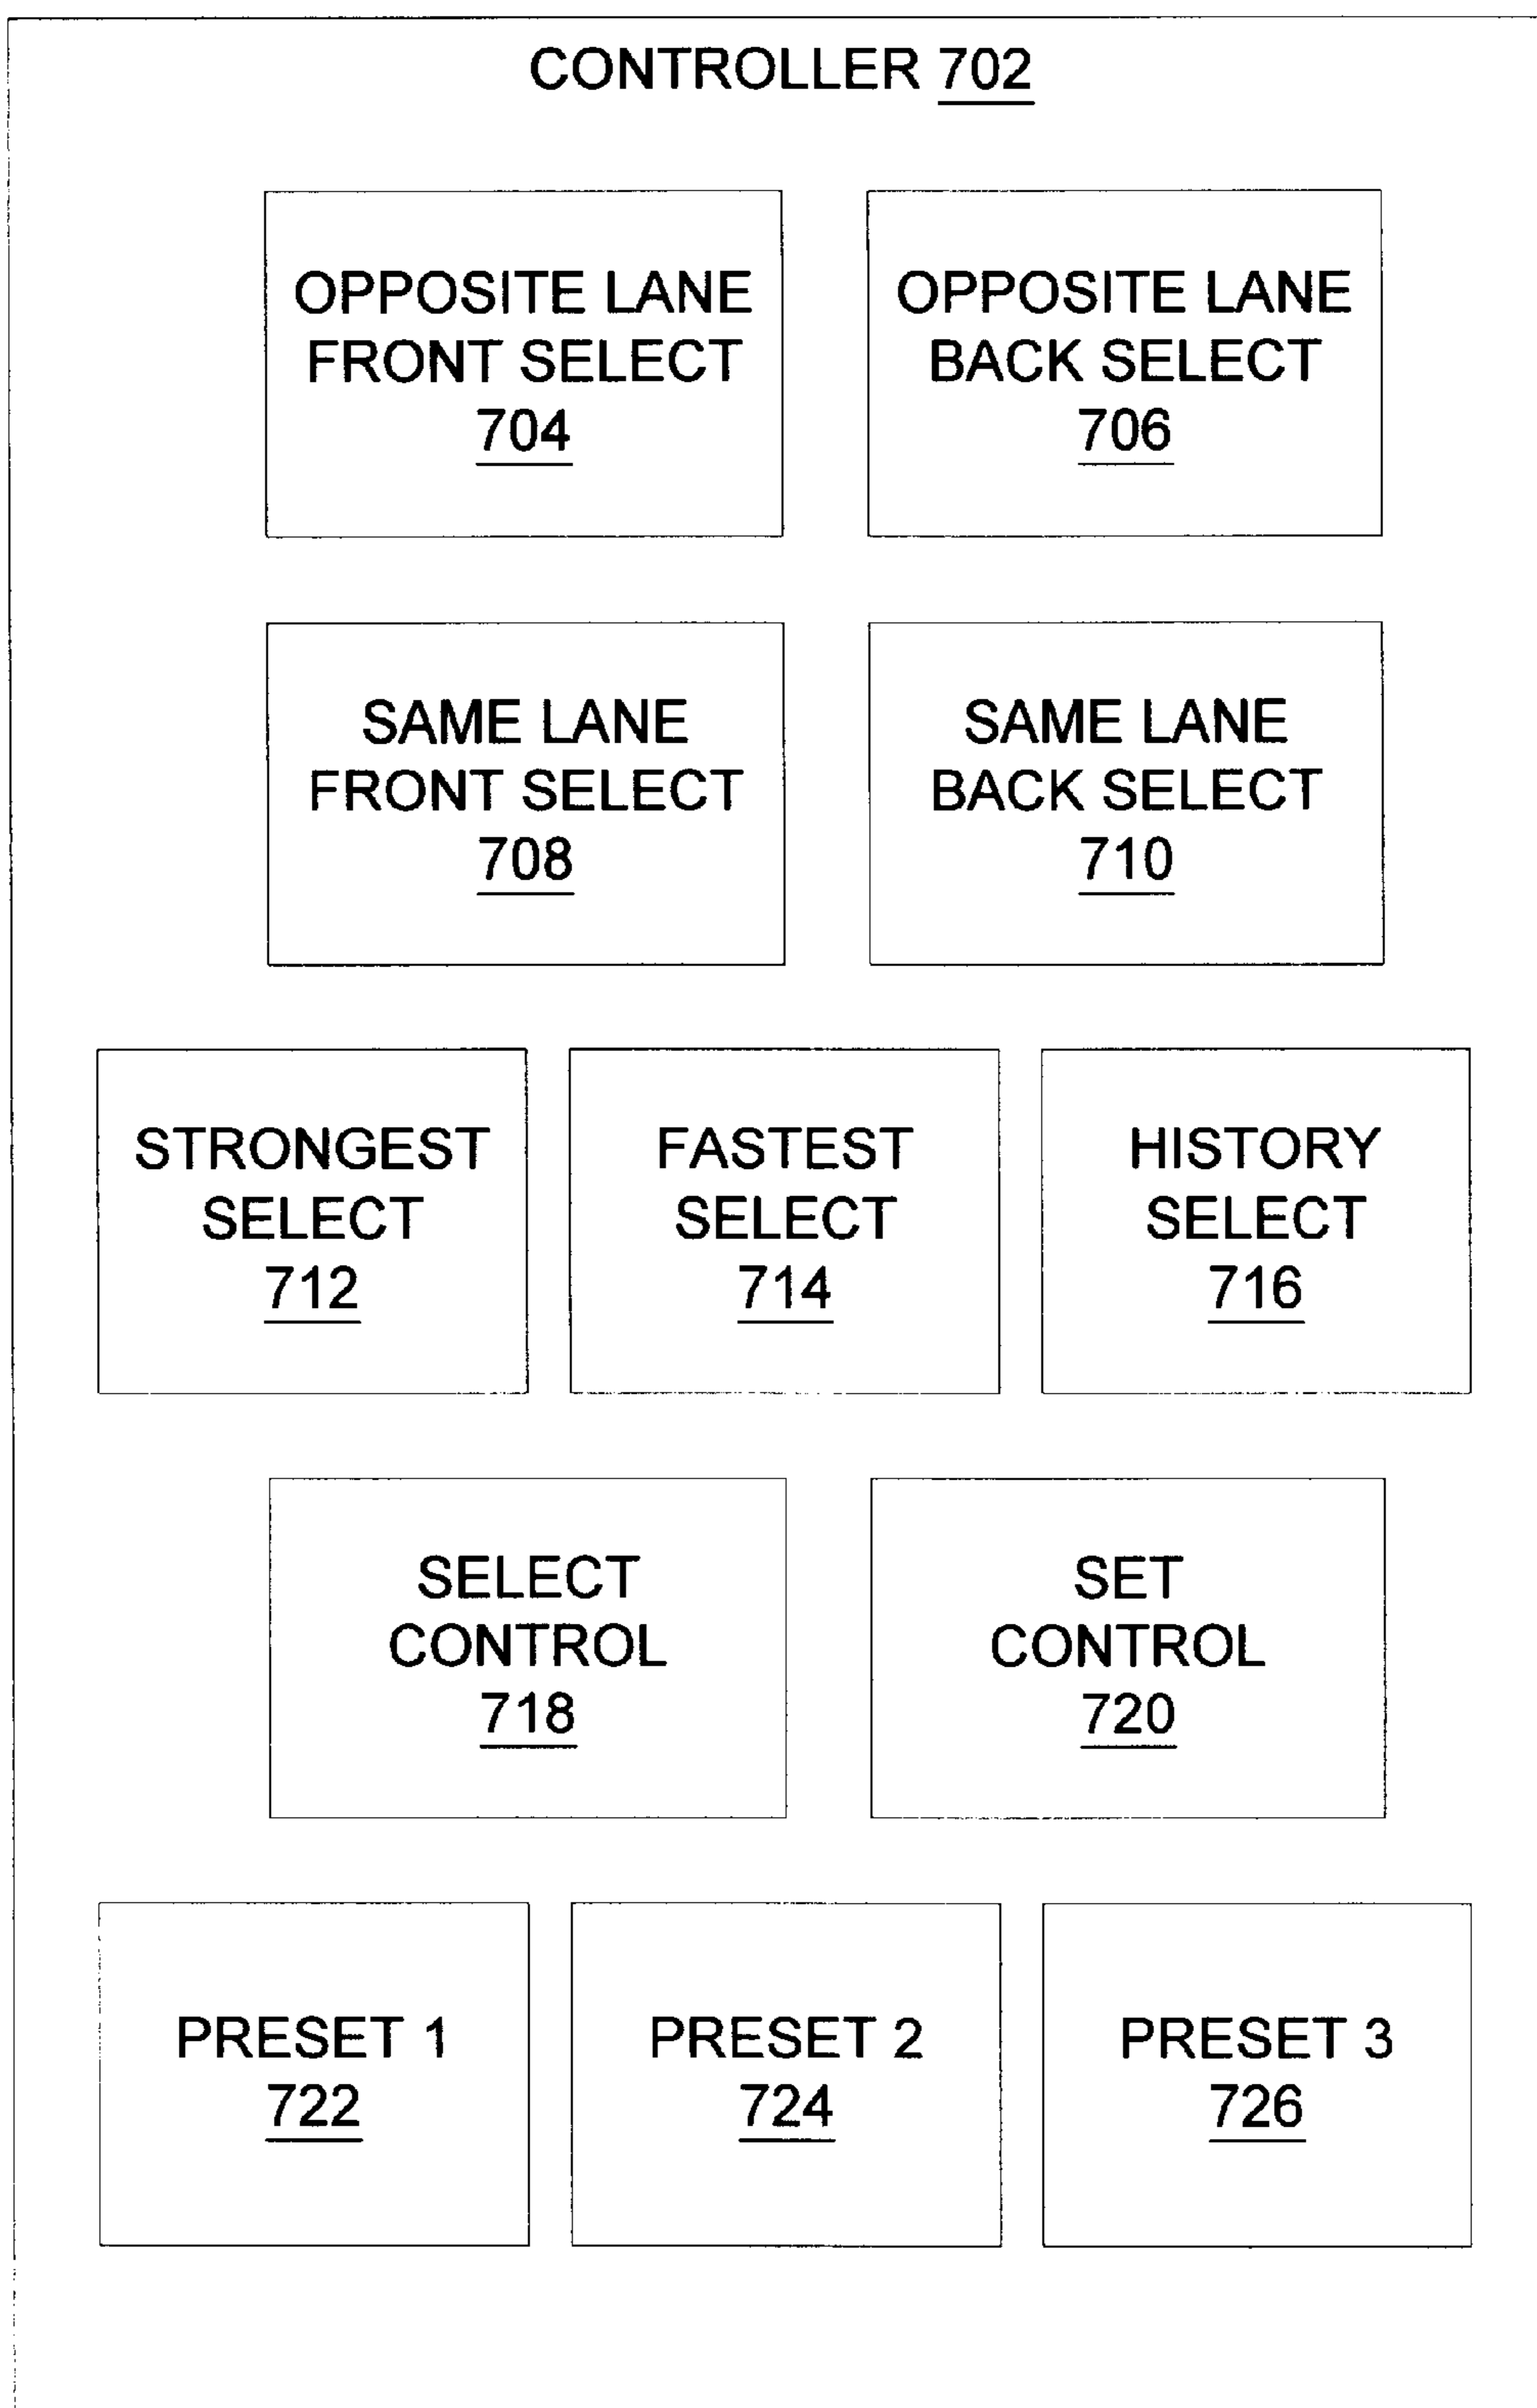 CONTROLLER 702
OPPOSITE LANE
FRONT SELECT
704
OPPOSITE LANE
BACK SELECT
706
SAME LANE
FRONT SELECT
708
SAME LANE
BACK SELECT
710
STRONGEST
SELECT
712
FASTEST
SELECT
714
HISTORY
SELECT
716
SELECT
CONTROL
718
SET
CONTROL
720
PRESET 1
722
PRESET 2
724
PRESET 3
726